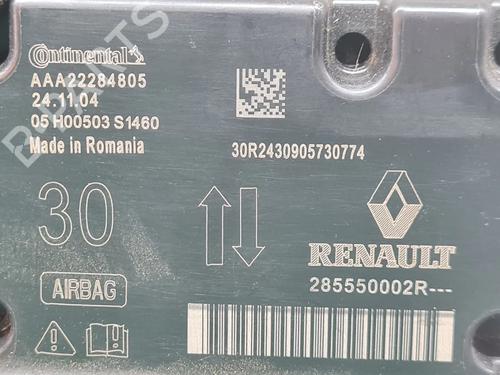 Continental
AAA22284805
24.11.04
05 H00503 S1460
Made in Romania
30R2430905730774
30
RENAULT
285550002R---
AIRBAG